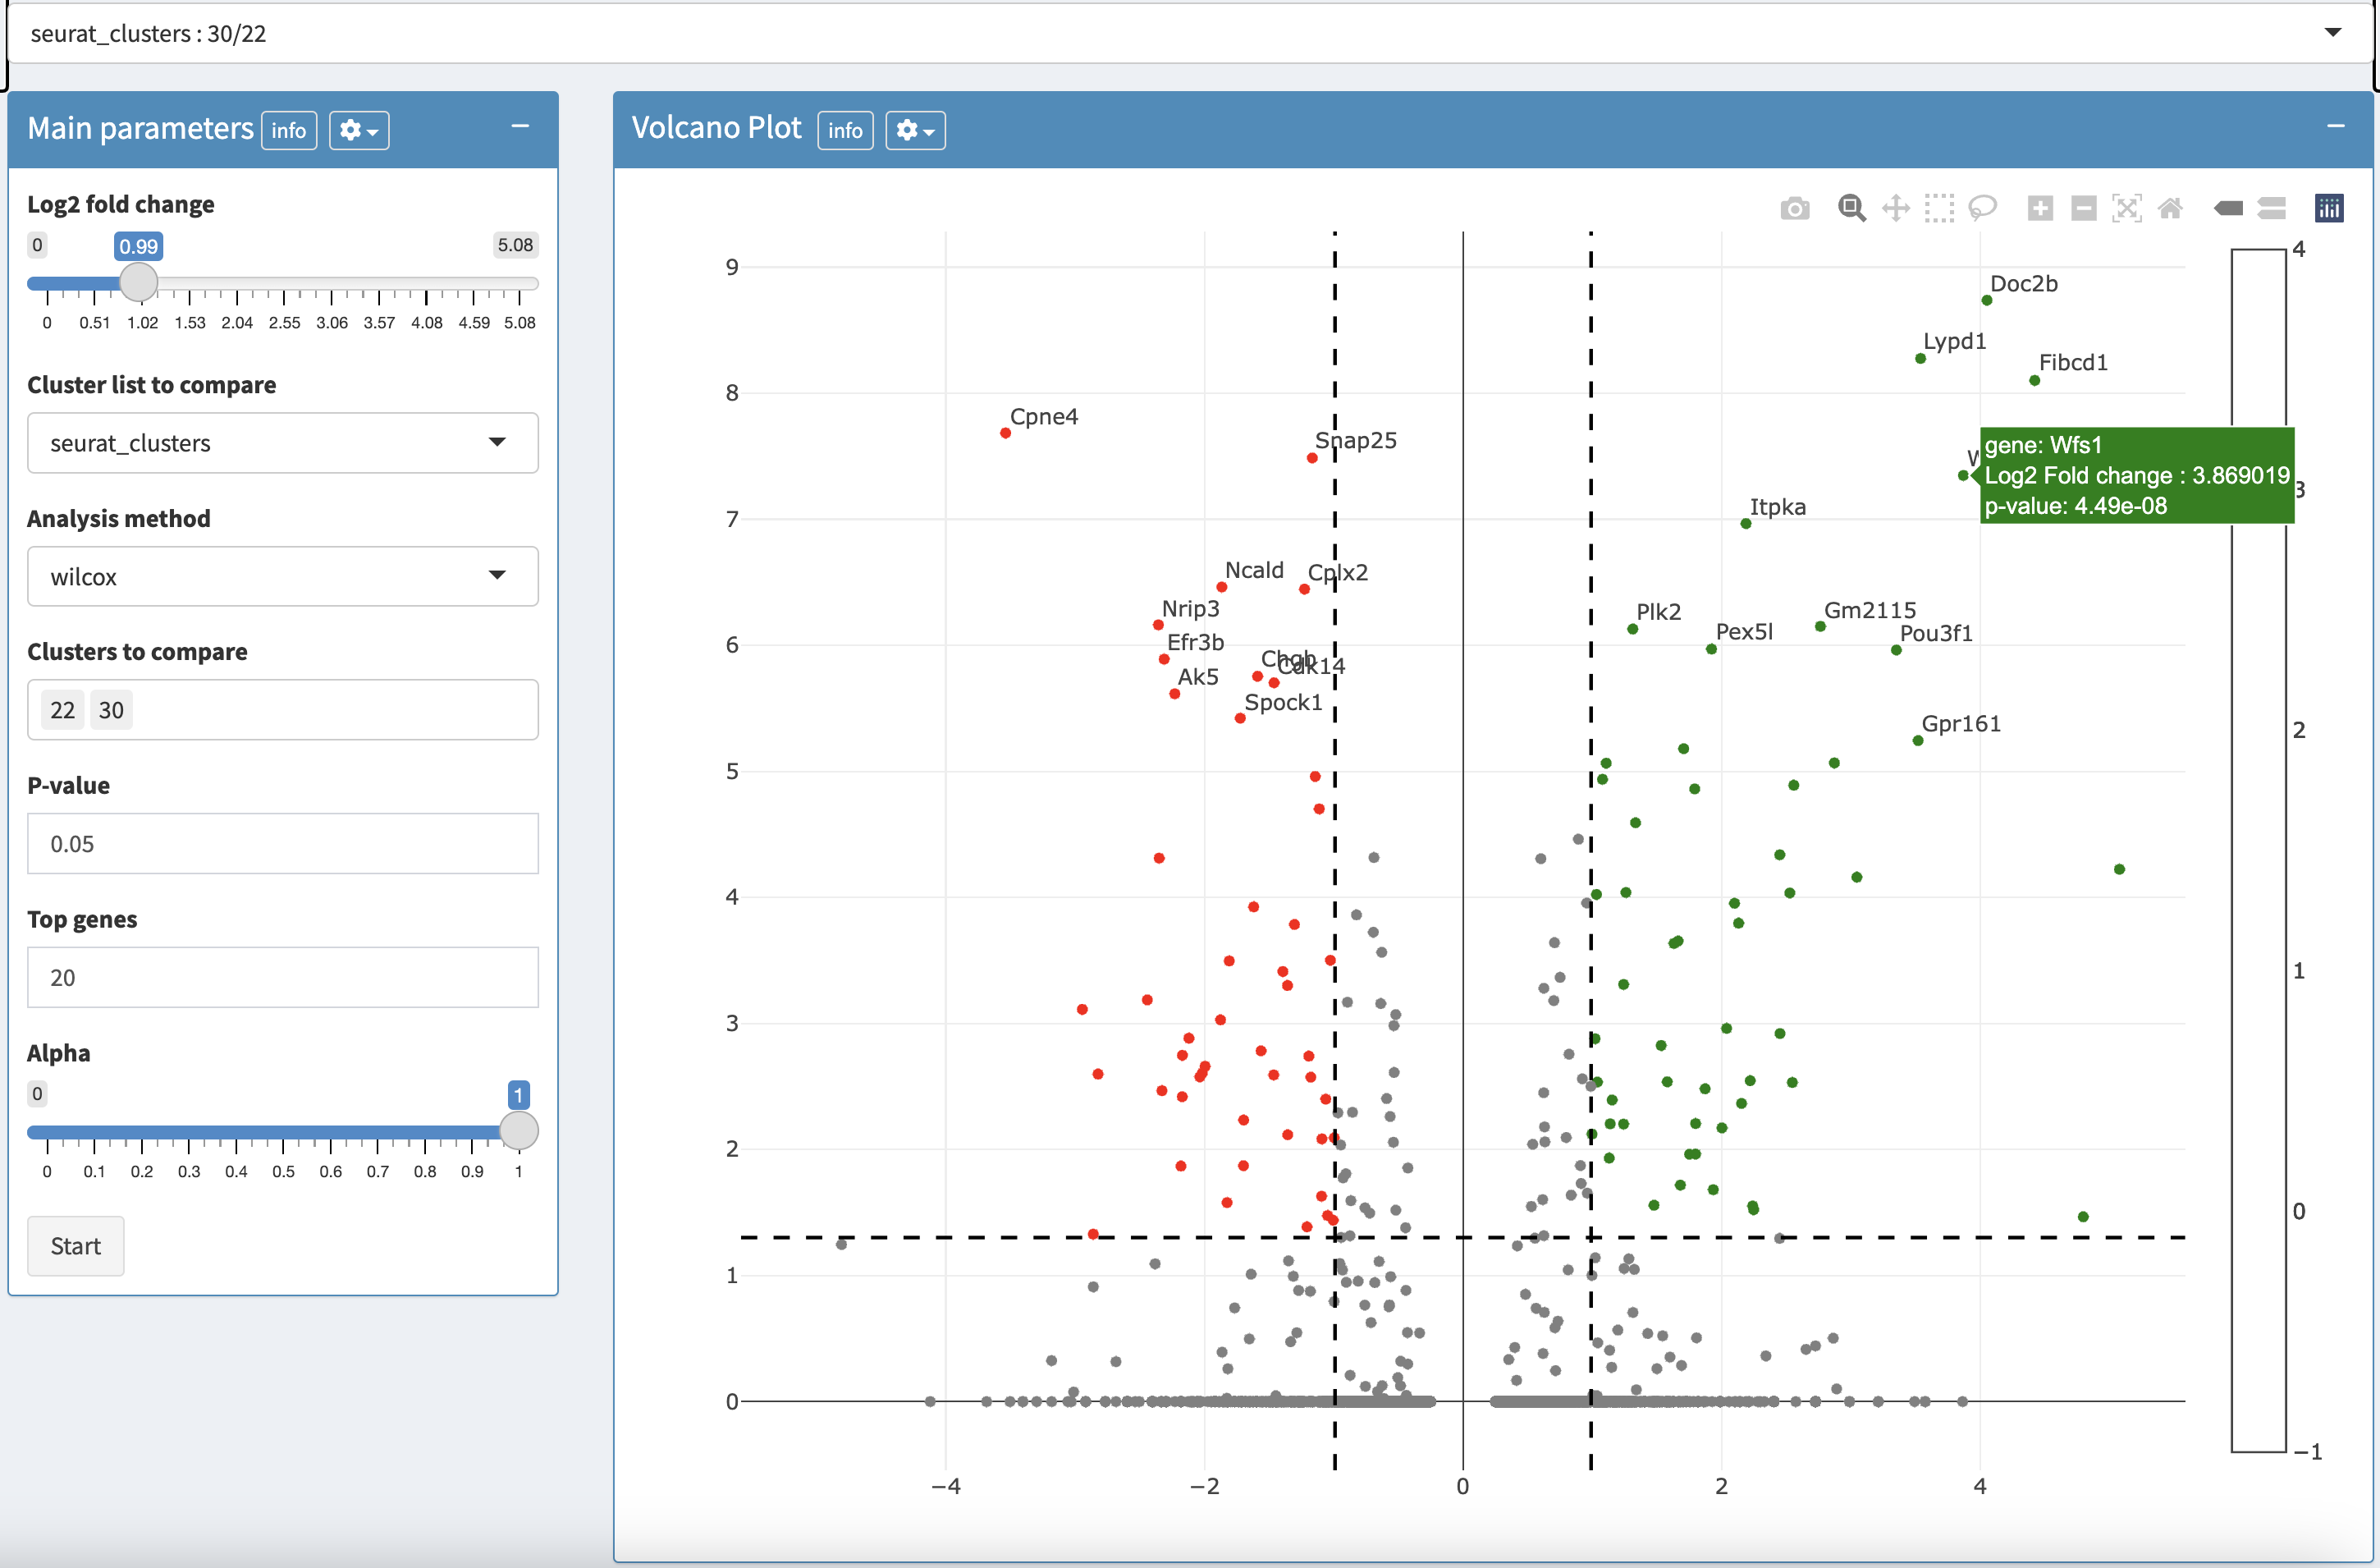 seurat_clusters : 30/22
Main parameters info
Log2 fold change
0 0.99 5.08
0 0.51 1.02 1.53 2.04 2.55 3.06 3.57 4.08 4.59 5.08
Cluster list to compare
seurat_clusters
Analysis method
wilcox
Clusters to compare
22 30
P-value
0.05
Top genes
20
Alpha
0 1
0 0.1 0.2 0.3 0.4 0.5 0.6 0.7 0.8 0.9 1
Start
Volcano Plot info
9
8
7
6
5
4
3
2
1
0
−4 −2 0 2 4
Doc2b
Lypd1
Fibcd1
Cpne4
Snap25
gene: Wfs1
Log2 Fold change : 3.869019
p-value: 4.49e-08
Itpka
Ncald
Cplx2
Nrip3
Plk2
Gm2115
Pex5l
Pou3f1
Efr3b
Chgb
Cdk14
Ak5
Spock1
Gpr161
4
3
2
1
0
−1